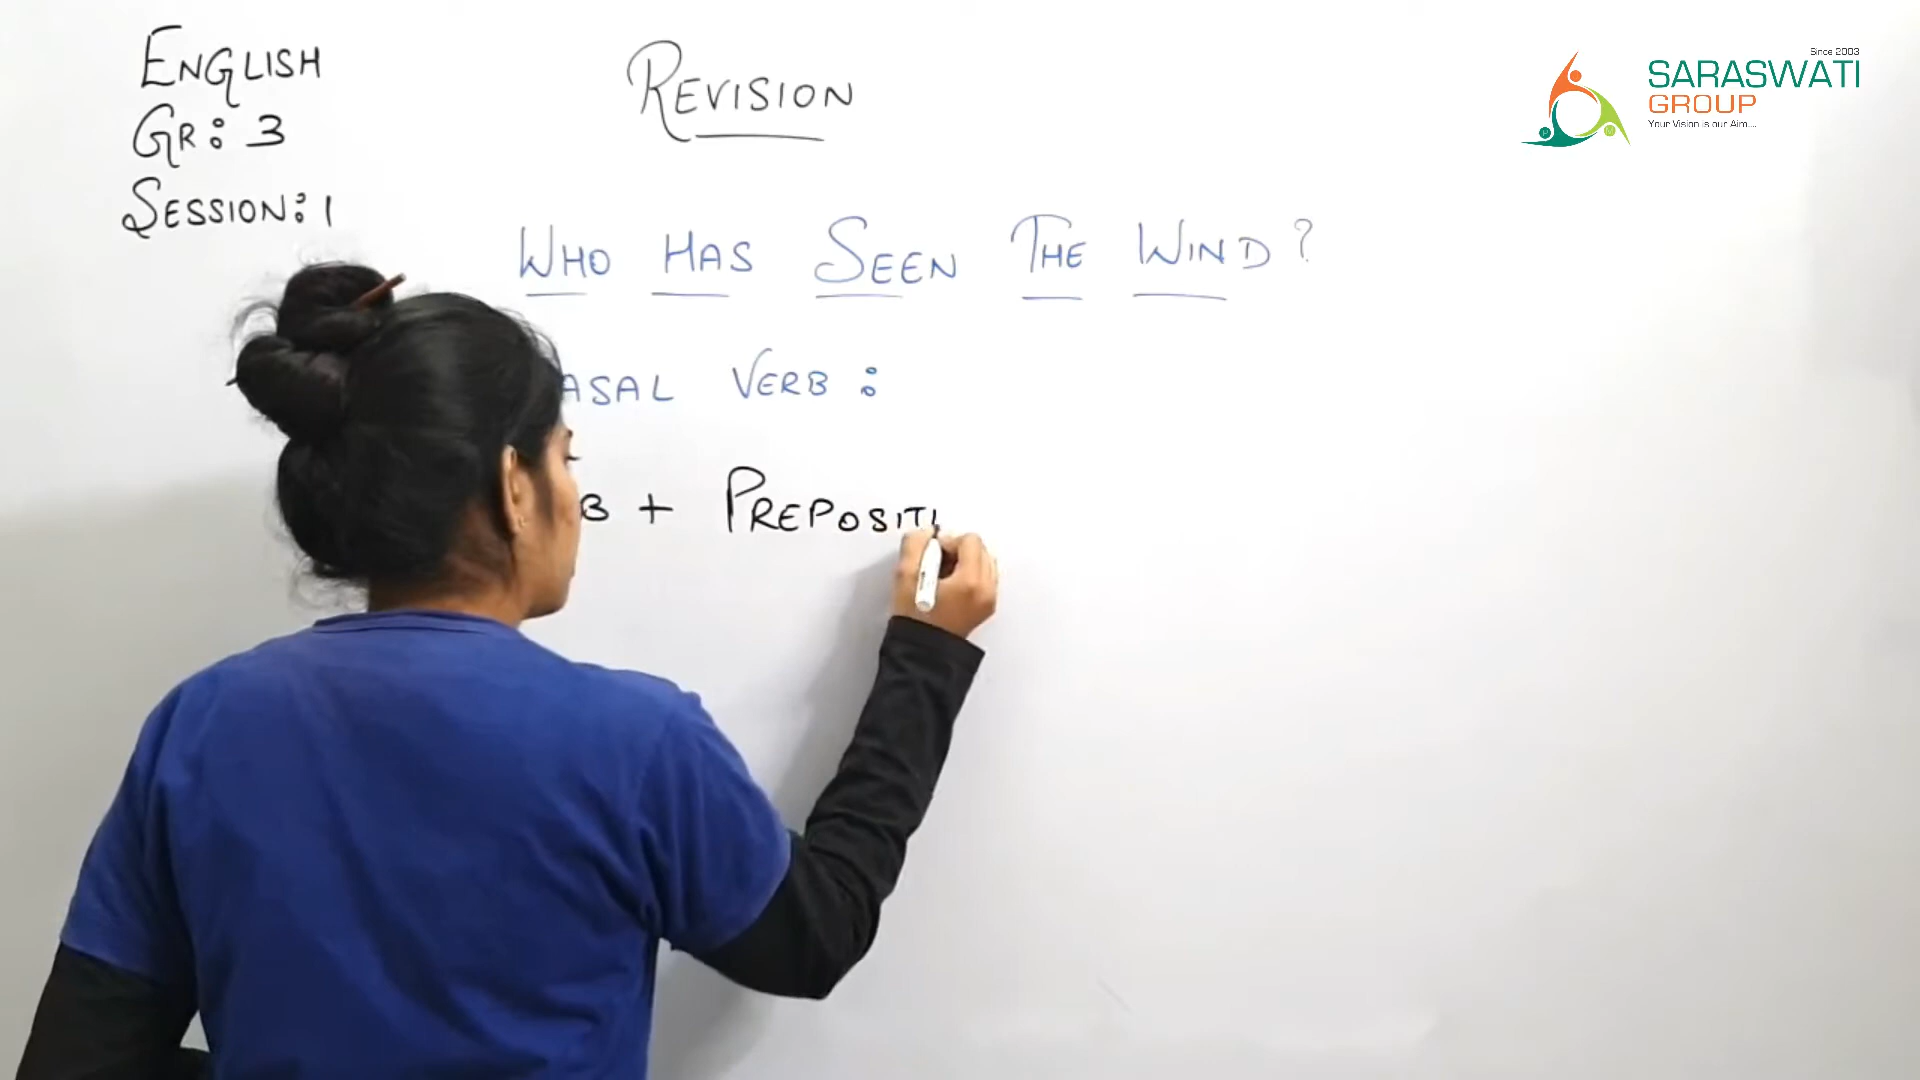 ENGLISH
GR: 3
SESSION: 1
REVISION
Since 2003
SARASWATI
GROUP
Your Vision is our Aim....
WHO HAS SEEN THE WIND?
ASAL VERB:
B + PREPOSITI